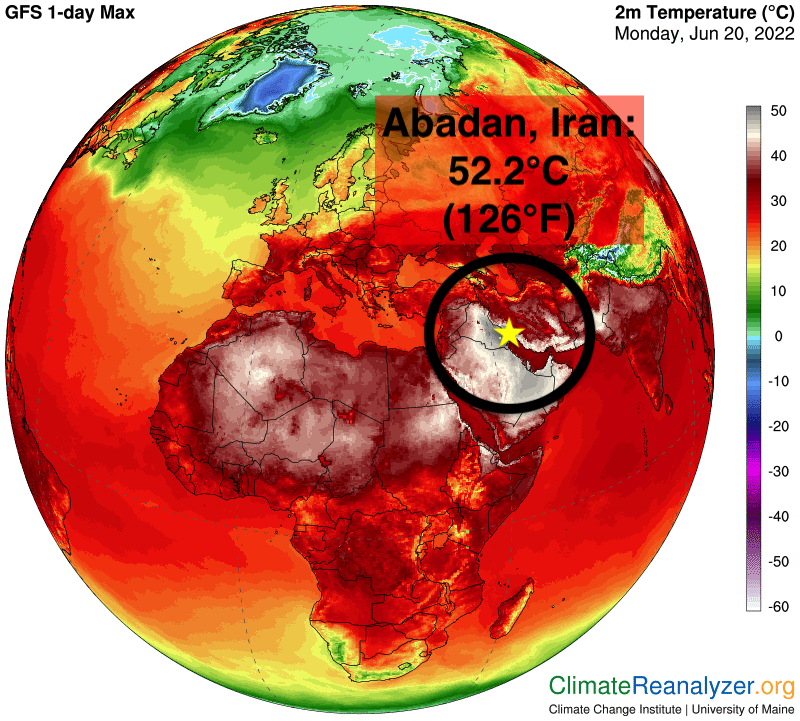 GFS 1-day Max
2m Temperature (°C)
Monday, Jun 20, 2022
Abadan, Iran:
52.2°C
(126°F)
50
40
30
20
10
0
-10
-20
-30
-40
-50
-60
ClimateReanalyzer.org
Climate Change Institute | University of Maine